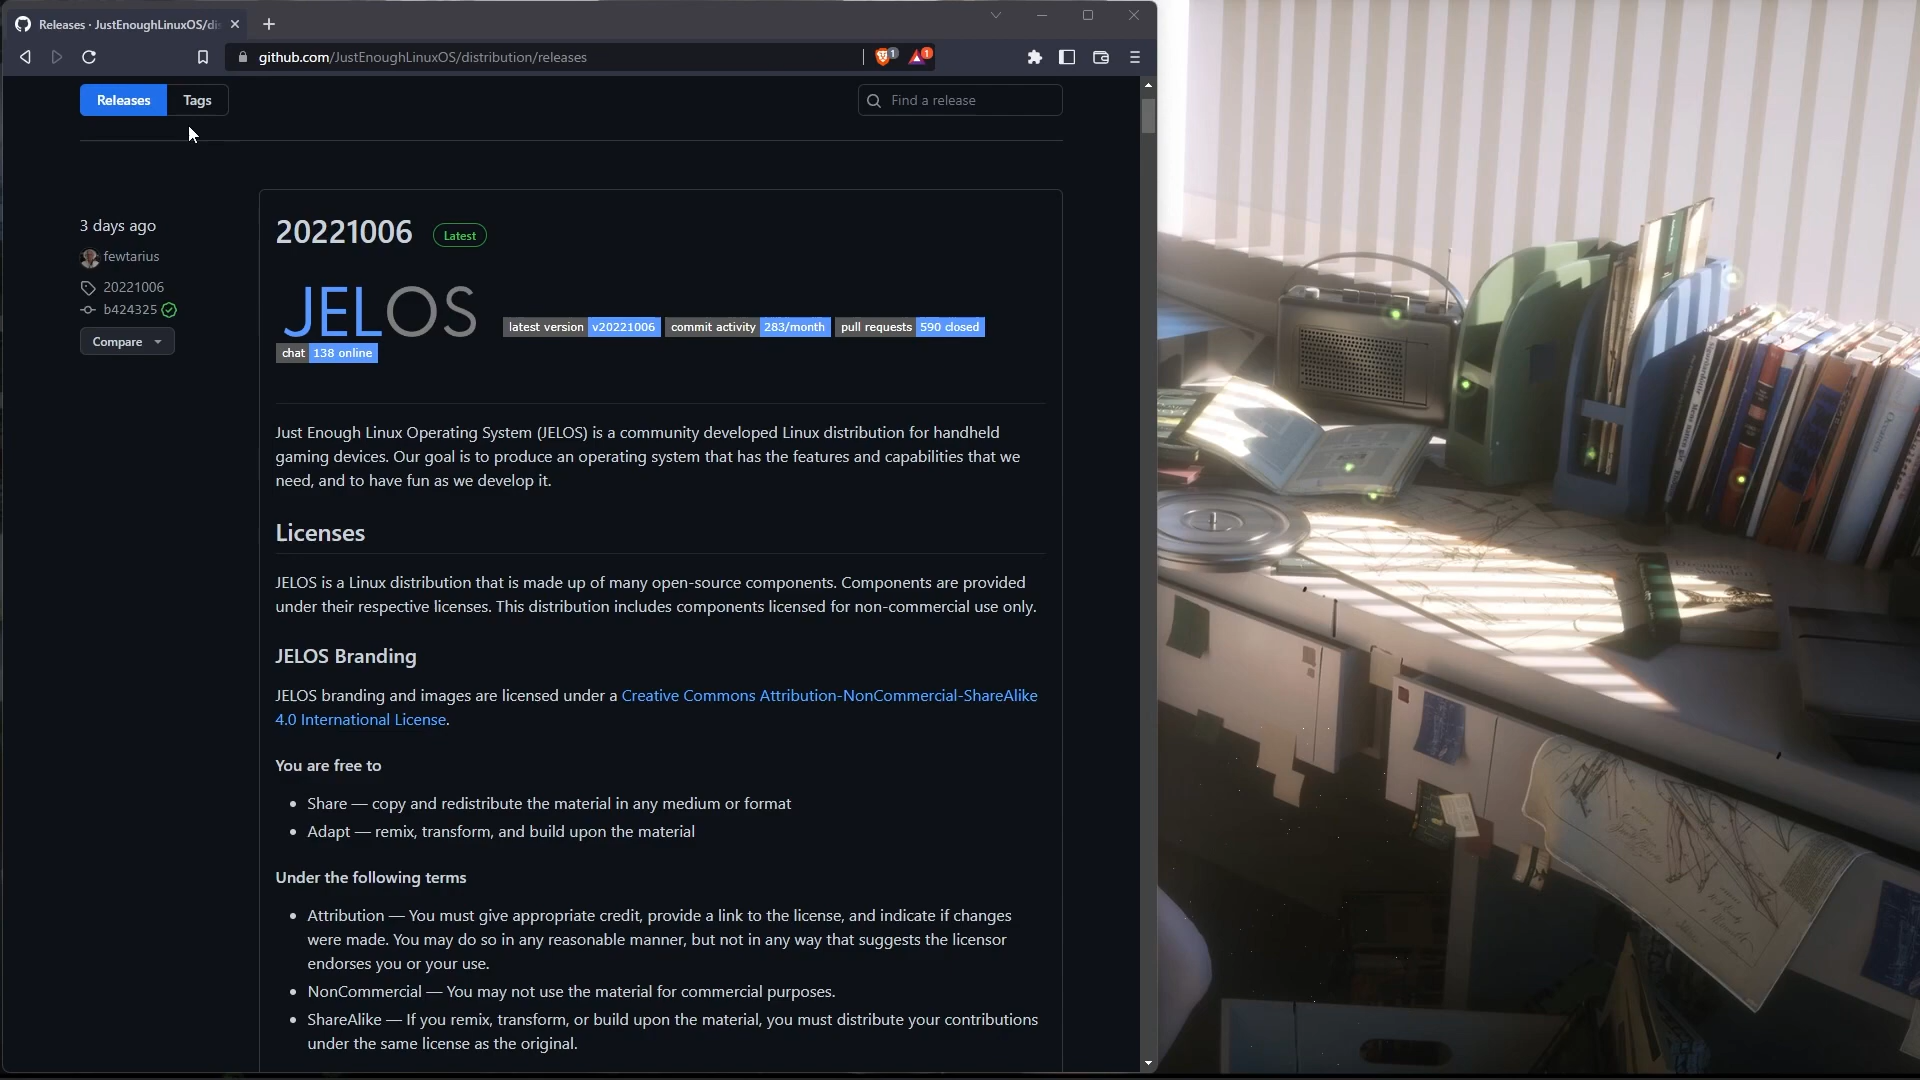 Releases · JustEnoughLinuxOS/di
github.com/JustEnoughLinuxOS/distribution/releases
1
1
Releases
Tags
Find a release
3 days ago
fewtarius
20221006
b424325
Compare
20221006
Latest
JELOS
latest version v20221006
commit activity 283/month
pull requests 590 closed
chat 138 online
Just Enough Linux Operating System (JELOS) is a community developed Linux distribution for handheld
gaming devices. Our goal is to produce an operating system that has the features and capabilities that we
need, and to have fun as we develop it.
Licenses
JELOS is a Linux distribution that is made up of many open-source components. Components are provided
under their respective licenses. This distribution includes components licensed for non-commercial use only.
JELOS Branding
JELOS branding and images are licensed under a Creative Commons Attribution-NonCommercial-ShareAlike
4.0 International License.
You are free to
• Share — copy and redistribute the material in any medium or format
• Adapt — remix, transform, and build upon the material
Under the following terms
• Attribution — You must give appropriate credit, provide a link to the license, and indicate if changes
were made. You may do so in any reasonable manner, but not in any way that suggests the licensor
endorses you or your use.
• NonCommercial — You may not use the material for commercial purposes.
• ShareAlike — If you remix, transform, or build upon the material, you must distribute your contributions
under the same license as the original.